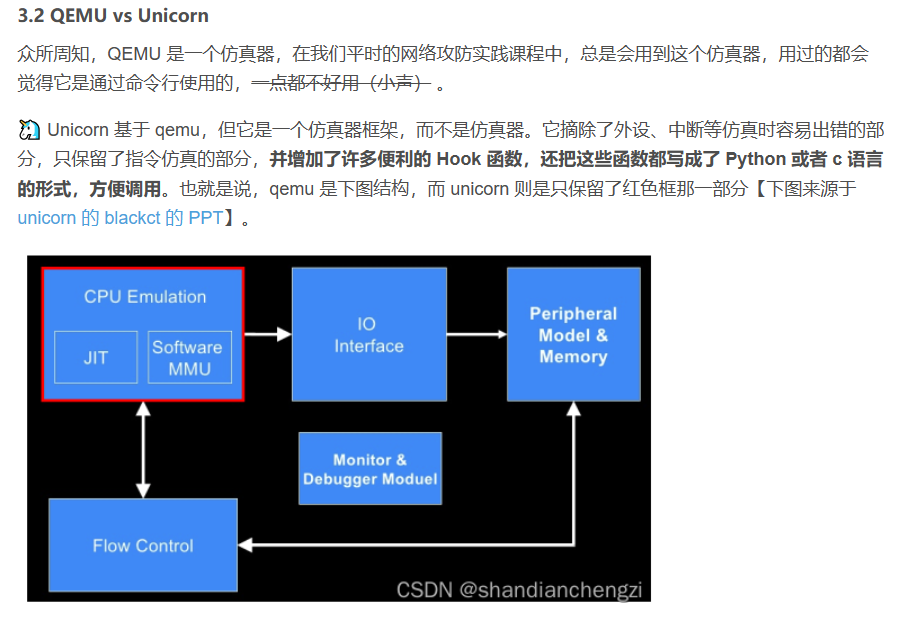 3.2 QEMU vs Unicorn
众所周知，QEMU 是一个仿真器，在我们平时的网络攻防实践课程中，总是会用到这个仿真器，用过的都会
觉得它是通过命令行使用的，一点都不好用（小声）。
Unicorn 基于 qemu，但它是一个仿真器框架，而不是仿真器。它摘除了外设、中断等仿真时容易出错的部
分，只保留了指令仿真的部分，并增加了许多便利的 Hook 函数，还把这些函数都写成了 Python 或者 c 语言
的形式，方便调用。也就是说，qemu 是下图结构，而 unicorn 则是只保留了红色框那一部分【下图来源于
unicorn 的 blackct 的 PPT】。
CPU Emulation
JIT
Software
MMU
IO
Interface
Peripheral
Model &
Memory
Monitor &
Debugger Moduel
Flow Control
CSDN @shandianchengzi